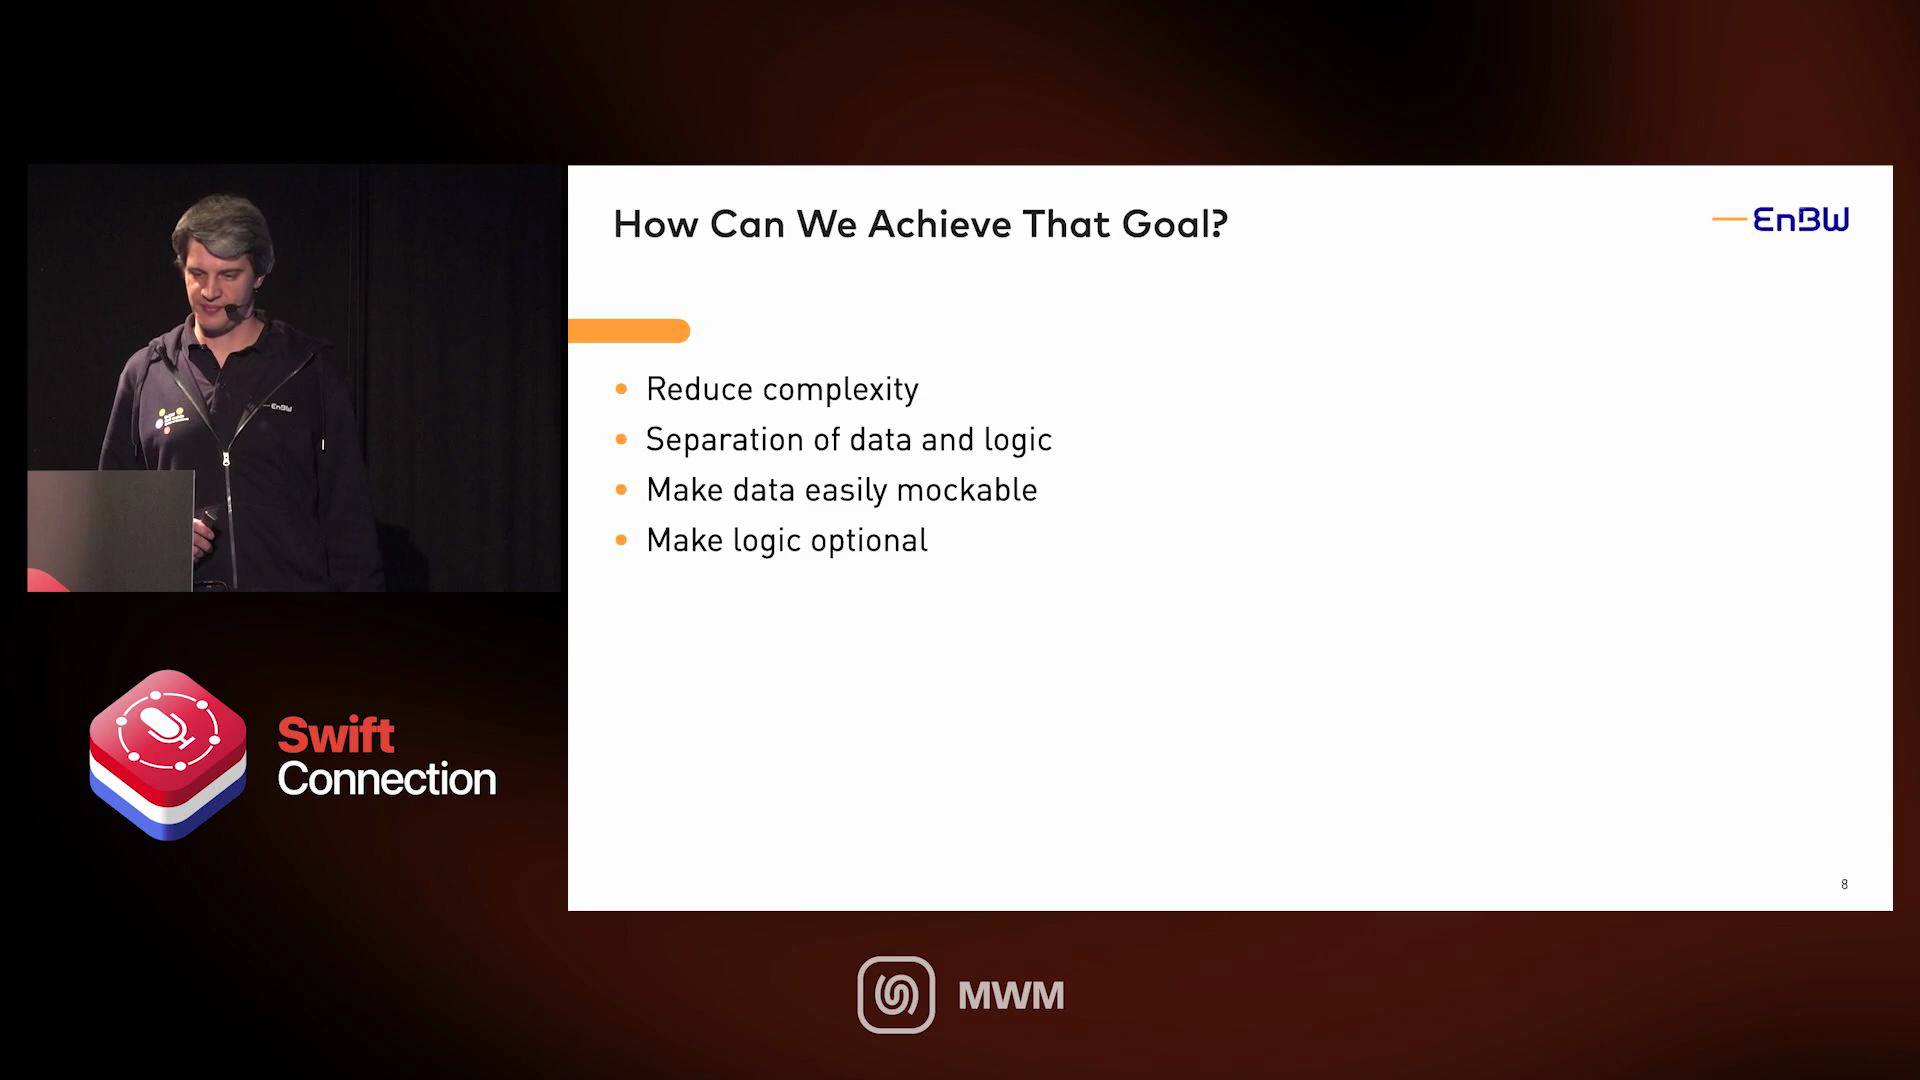 How Can We Achieve That Goal?
EnBW
Reduce complexity
Separation of data and logic
Make data easily mockable
Make logic optional
8
EnBW
Swift
Connection
MWM